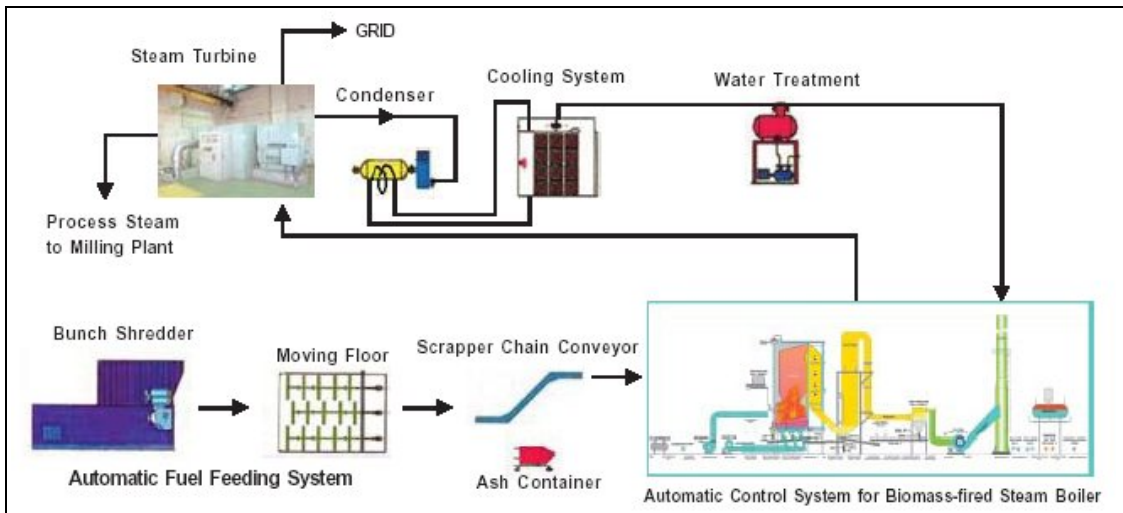 GRID
Steam Turbine
Cooling System
Water Treatment
Condenser
Process Steam
to Milling Plant
Bunch Shredder
Moving Floor
Scrapper Chain Conveyor
Automatic Fuel Feeding System
Ash Container
Automatic Control System for Biomass-fired Steam Boiler